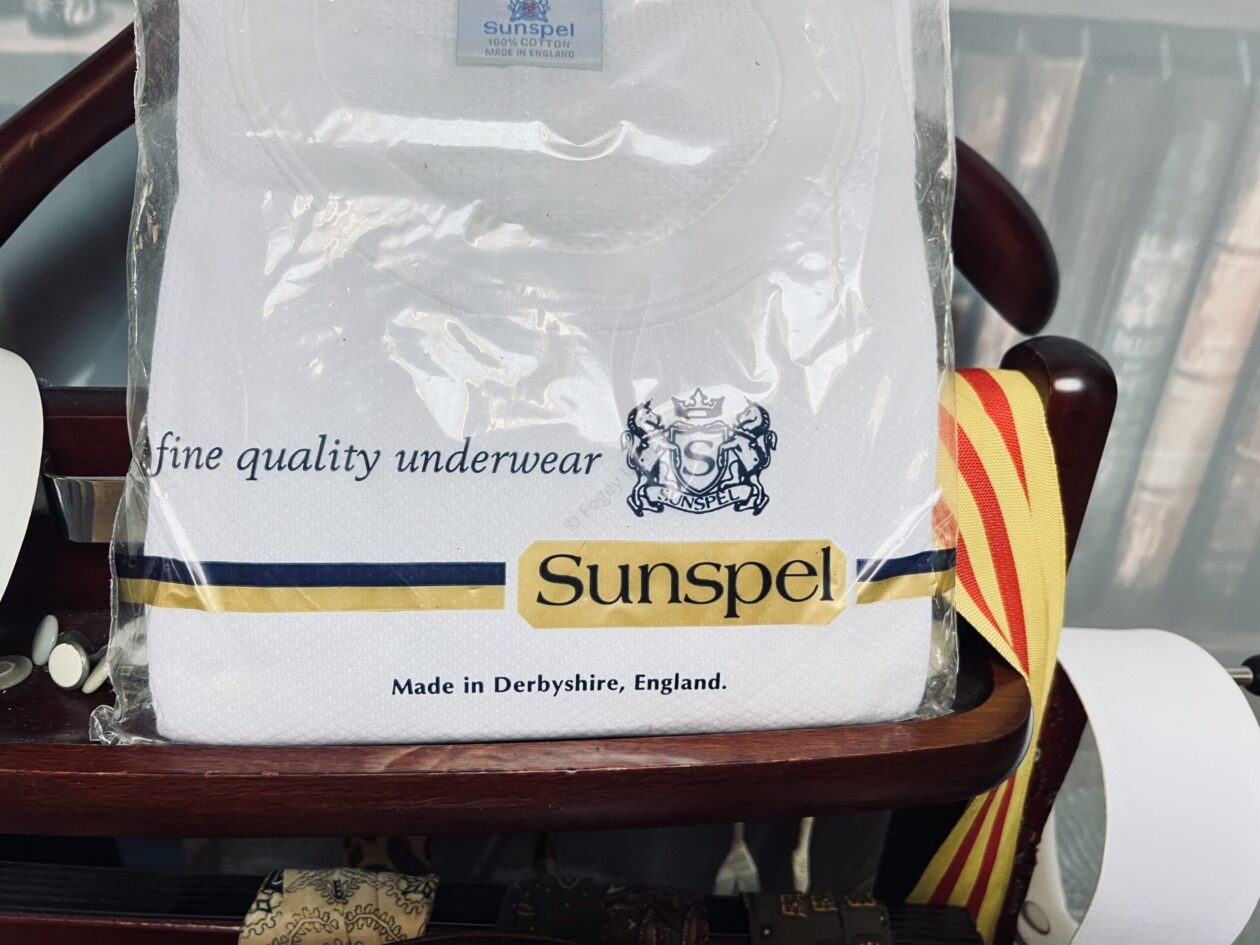 Sunspel
100% COTTON
MADE IN ENGLAND
fine quality underwear
S
SUNSPEL
Sunspel
Made in Derbyshire, England.